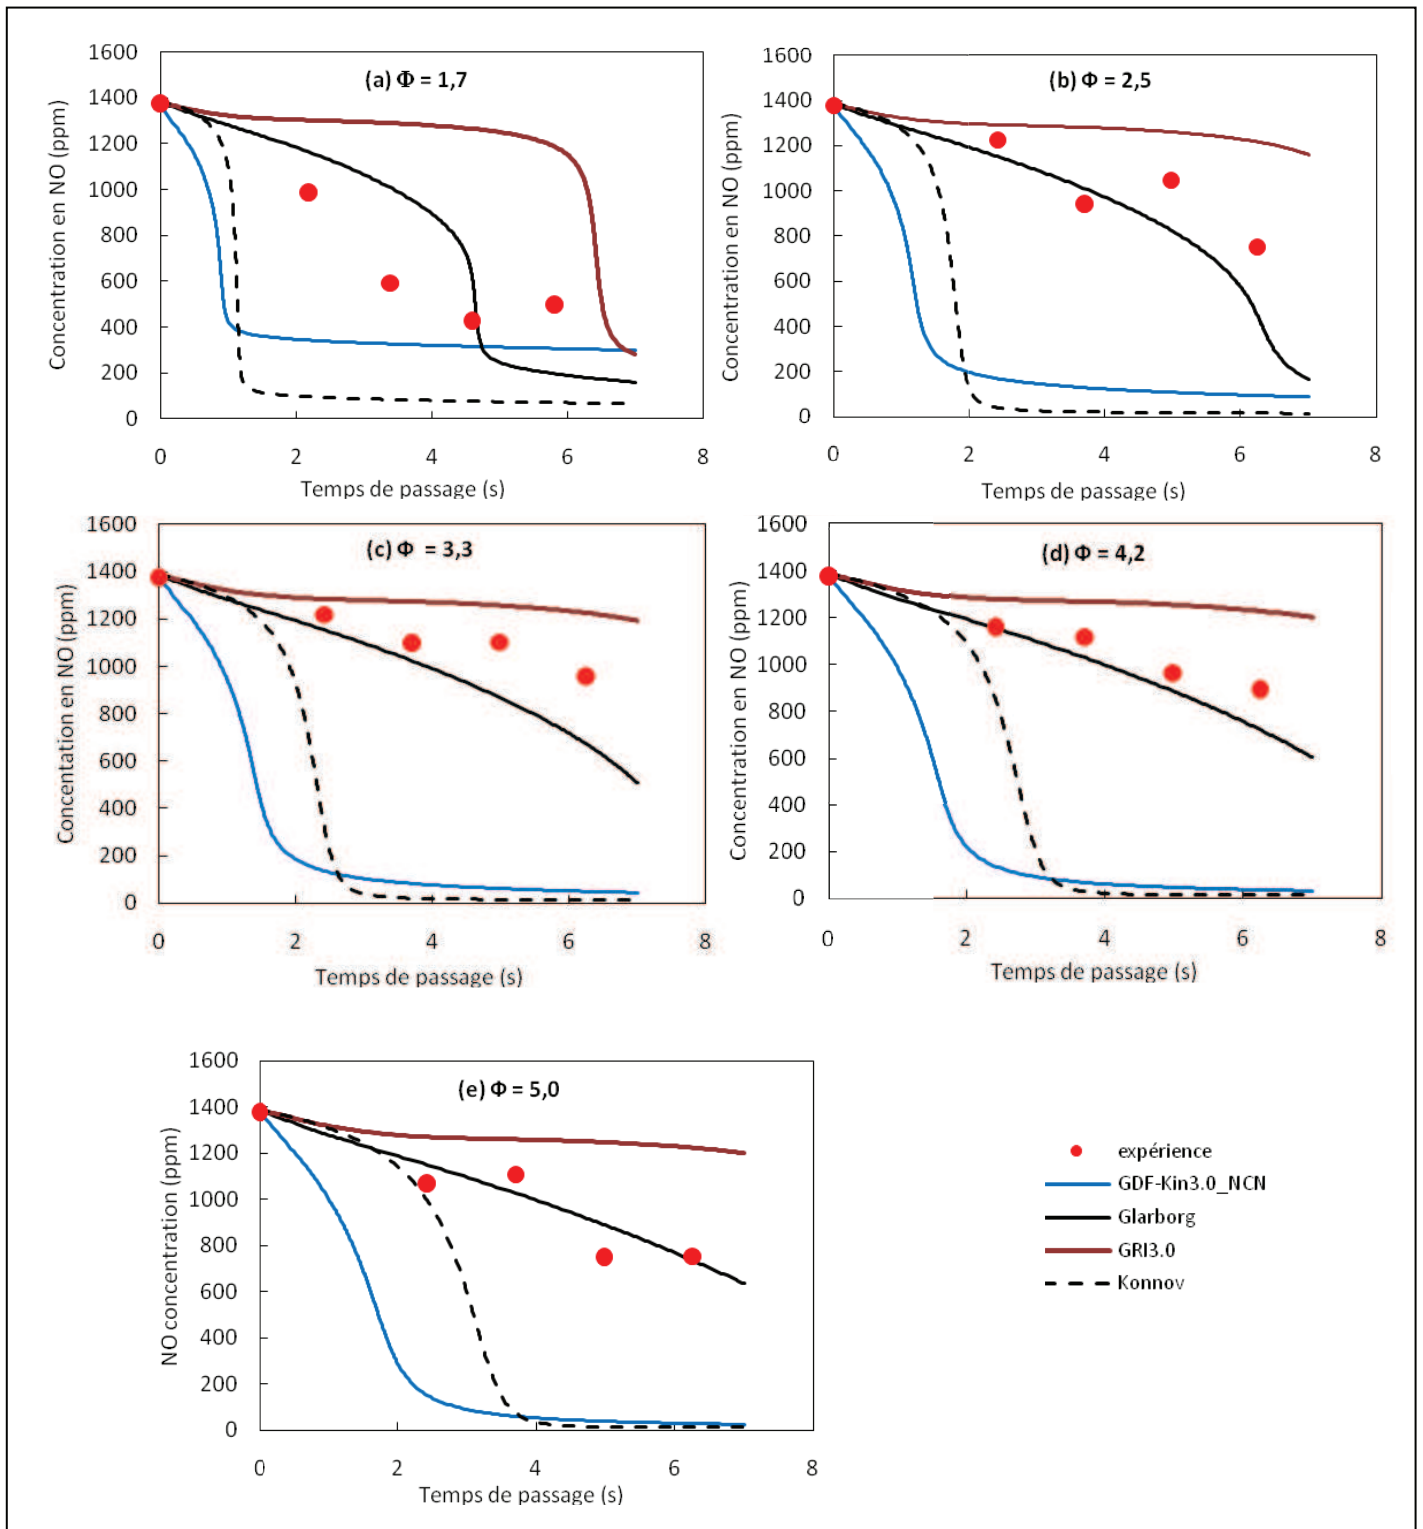 (a) Φ = 1,7
Concentration en NO (ppm)
1600
1400
1200
1000
800
600
400
200
0
0 2 4 6 8
Temps de passage (s)
(b) Φ = 2,5
Concentration en NO (ppm)
1600
1400
1200
1000
800
600
400
200
0
0 2 4 6 8
Temps de passage (s)
(c) Φ = 3,3
Concentation en NO (ppm)
1600
1400
1200
1000
800
600
400
200
0
0 2 4 6 8
Temps de passage (s)
(d) Φ = 4,2
Concentration en NO (ppm)
1600
1400
1200
1000
800
600
400
200
0
0 2 4 6 8
Temps de passage (s)
(e) Φ = 5,0
NO concentration (ppm)
1600
1400
1200
1000
800
600
400
200
0
0 2 4 6 8
Temps de passage (s)
expérience
GDF-Kin3.0_NCN
Glarborg
GRI3.0
Konnov